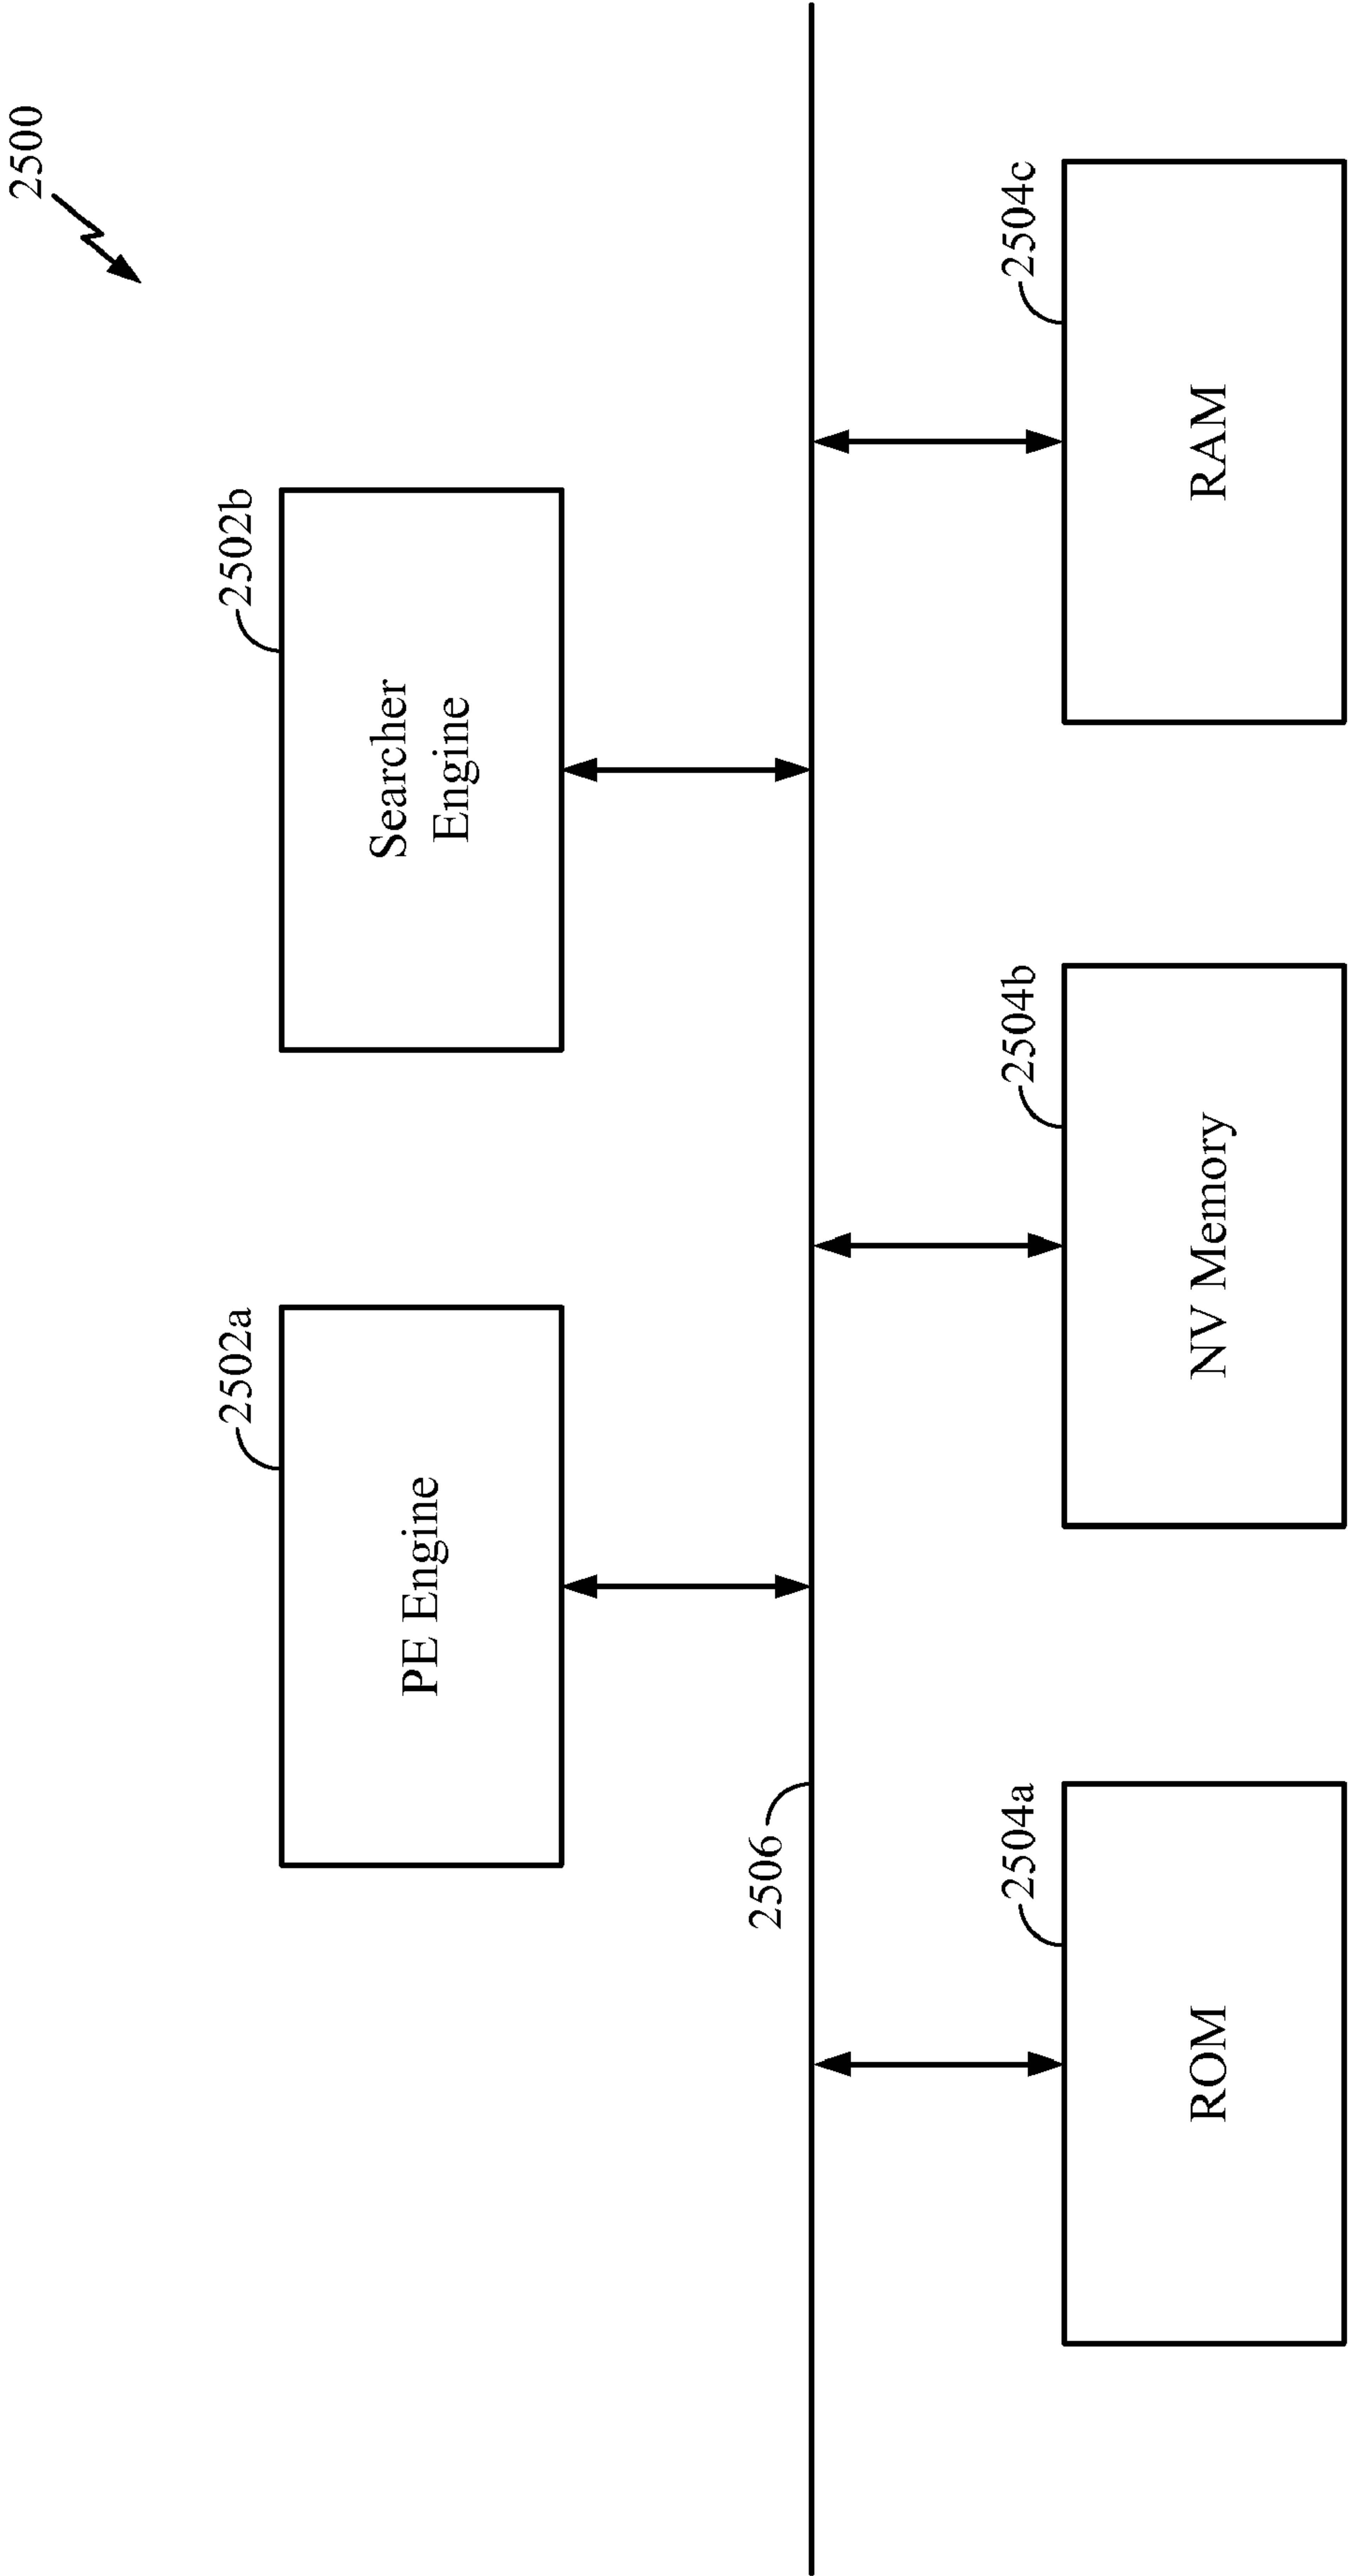 2500
2502a
2502b
PE Engine
Searcher
Engine
2506
2504a
2504b
2504c
ROM
NV Memory
RAM